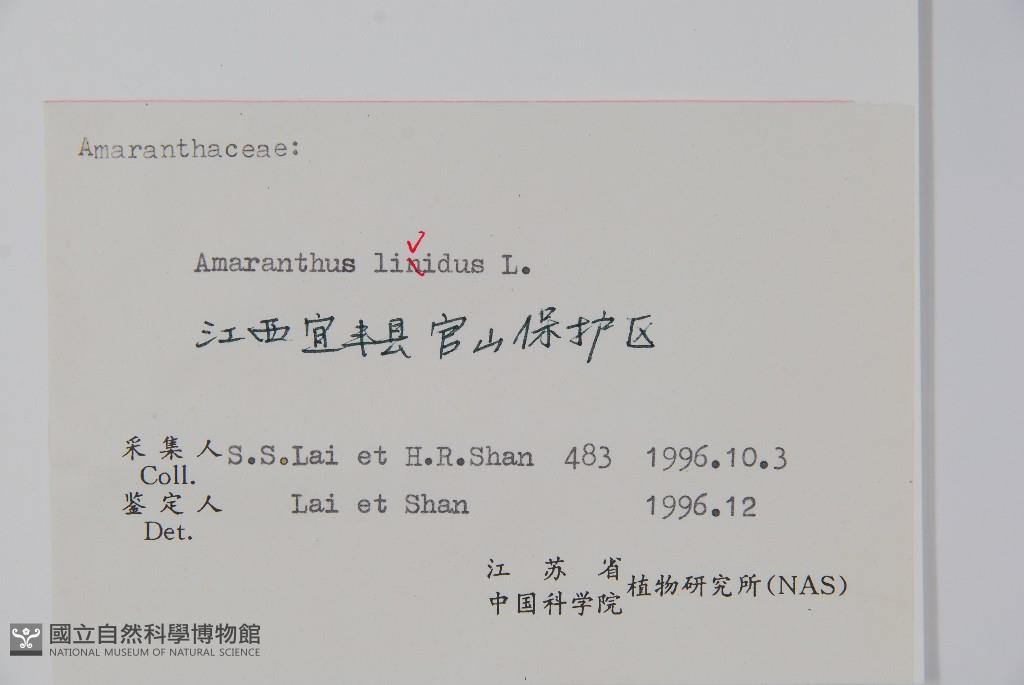 Amaranthaceae:
Amaranthus linidus L.
v
江西宜丰县官山保护区
采集人 S.S.Lai et H.R.Shan 483 1996.10.3
Coll.
鉴定人 Lai et Shan 1996.12
Det.
江苏省
中国科学院
植物研究所(NAS)
國立自然科學博物館
NATIONAL MUSEUM OF NATURAL SCIENCE